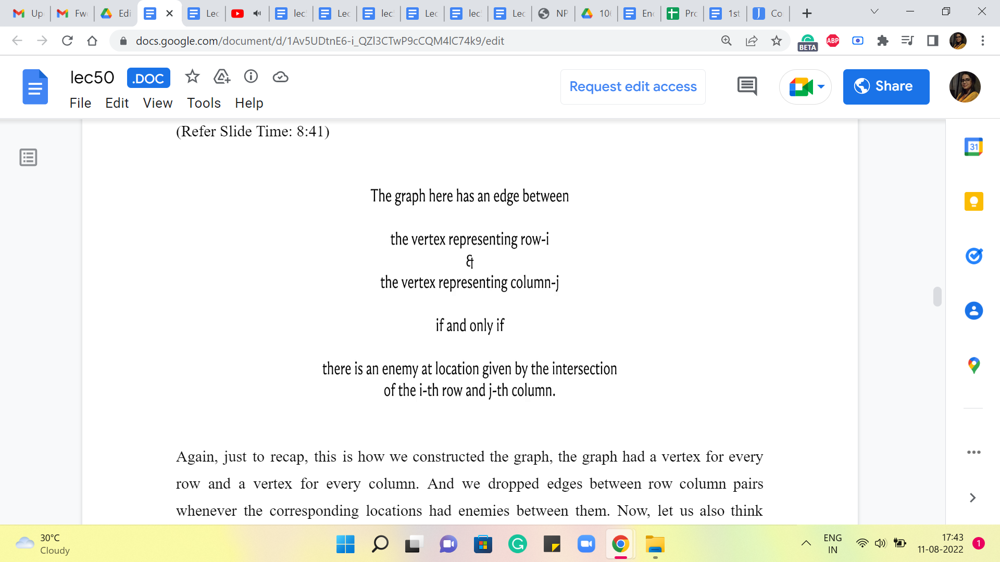 Up
Fw
Edi
Lec
lec
Lec
lec
Lec
lec
Lec
NP
10
En
Pro
1st
Co
docs.google.com/document/d/1Av5UDtnE6-i_QZl3CTwP9cCQM4lC74k9/edit
BETA
ABP
lec50
.DOC
File Edit View Tools Help
Request edit access
Share
31
(Refer Slide Time: 8:41)
The graph here has an edge between
the vertex representing row-i
&
the vertex representing column-j
if and only if
there is an enemy at location given by the intersection
of the i-th row and j-th column.
Again, just to recap, this is how we constructed the graph, the graph had a vertex for every
row and a vertex for every column. And we dropped edges between row column pairs
whenever the corresponding locations had enemies between them. Now, let us also think
30°C
Cloudy
ENG
IN
17:43
11-08-2022
1